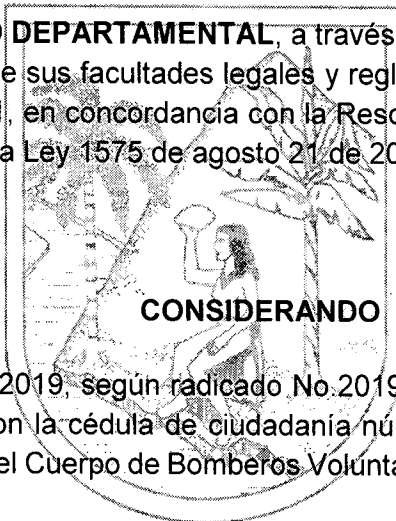 DEPARTAMENTAL, a través
e sus facultades legales y regl
, en concordancia con la Reso
a Ley 1575 de agosto 21 de 20
CONSIDERANDO
2019, según radicado No.2019
on la cédula de ciudadanía nú
el Cuerpo de Bomberos Volunta